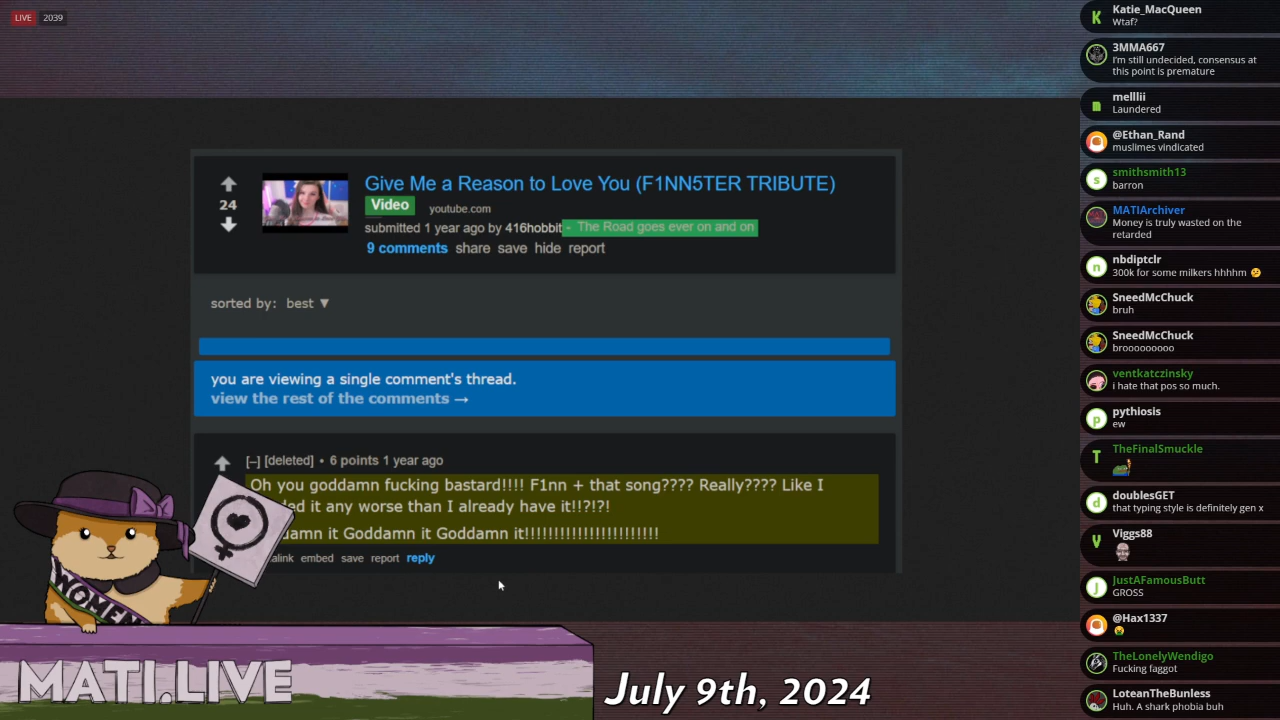 LIVE 2039
24
Give Me a Reason to Love You (F1NN5TER TRIBUTE)
Video youtube.com
submitted 1 year ago by 416hobbit - The Road goes ever on and on
9 comments share save hide report
sorted by: best ▼
you are viewing a single comment's thread.
view the rest of the comments →
[–] [deleted] • 6 points 1 year ago
Oh you goddamn fucking bastard!!!! F1nn + that song???? Really???? Like I
it any worse than I already have it!!?!?!
Goddamn it Goddamn it!!!!!!!!!!!!!!!!!!!!!!!
embed save report reply
WOMEN
MATI.LIVE
July 9th, 2024
Katie_MacQueen
Wtaf?
3MMA667
I'm still undecided, consensus at
this point is premature
melllii
Laundered
@Ethan_Rand
muslimes vindicated
smithsmith13
barron
MATIArchiver
Money is truly wasted on the
retarded
nbdiptclr
300k for some milkers hhhhm 🤔
SneedMcChuck
bruh
SneedMcChuck
brooooooooo
ventkatczinsky
i hate that pos so much.
pythiosis
ew
TheFinalSmuckle
doublesGET
that typing style is definitely gen x
Viggs88
JustAFamousButt
GROSS
@Hax1337
🤮
TheLonelyWendigo
Fucking faggot
LoteanTheBunless
Huh. A shark phobia buh